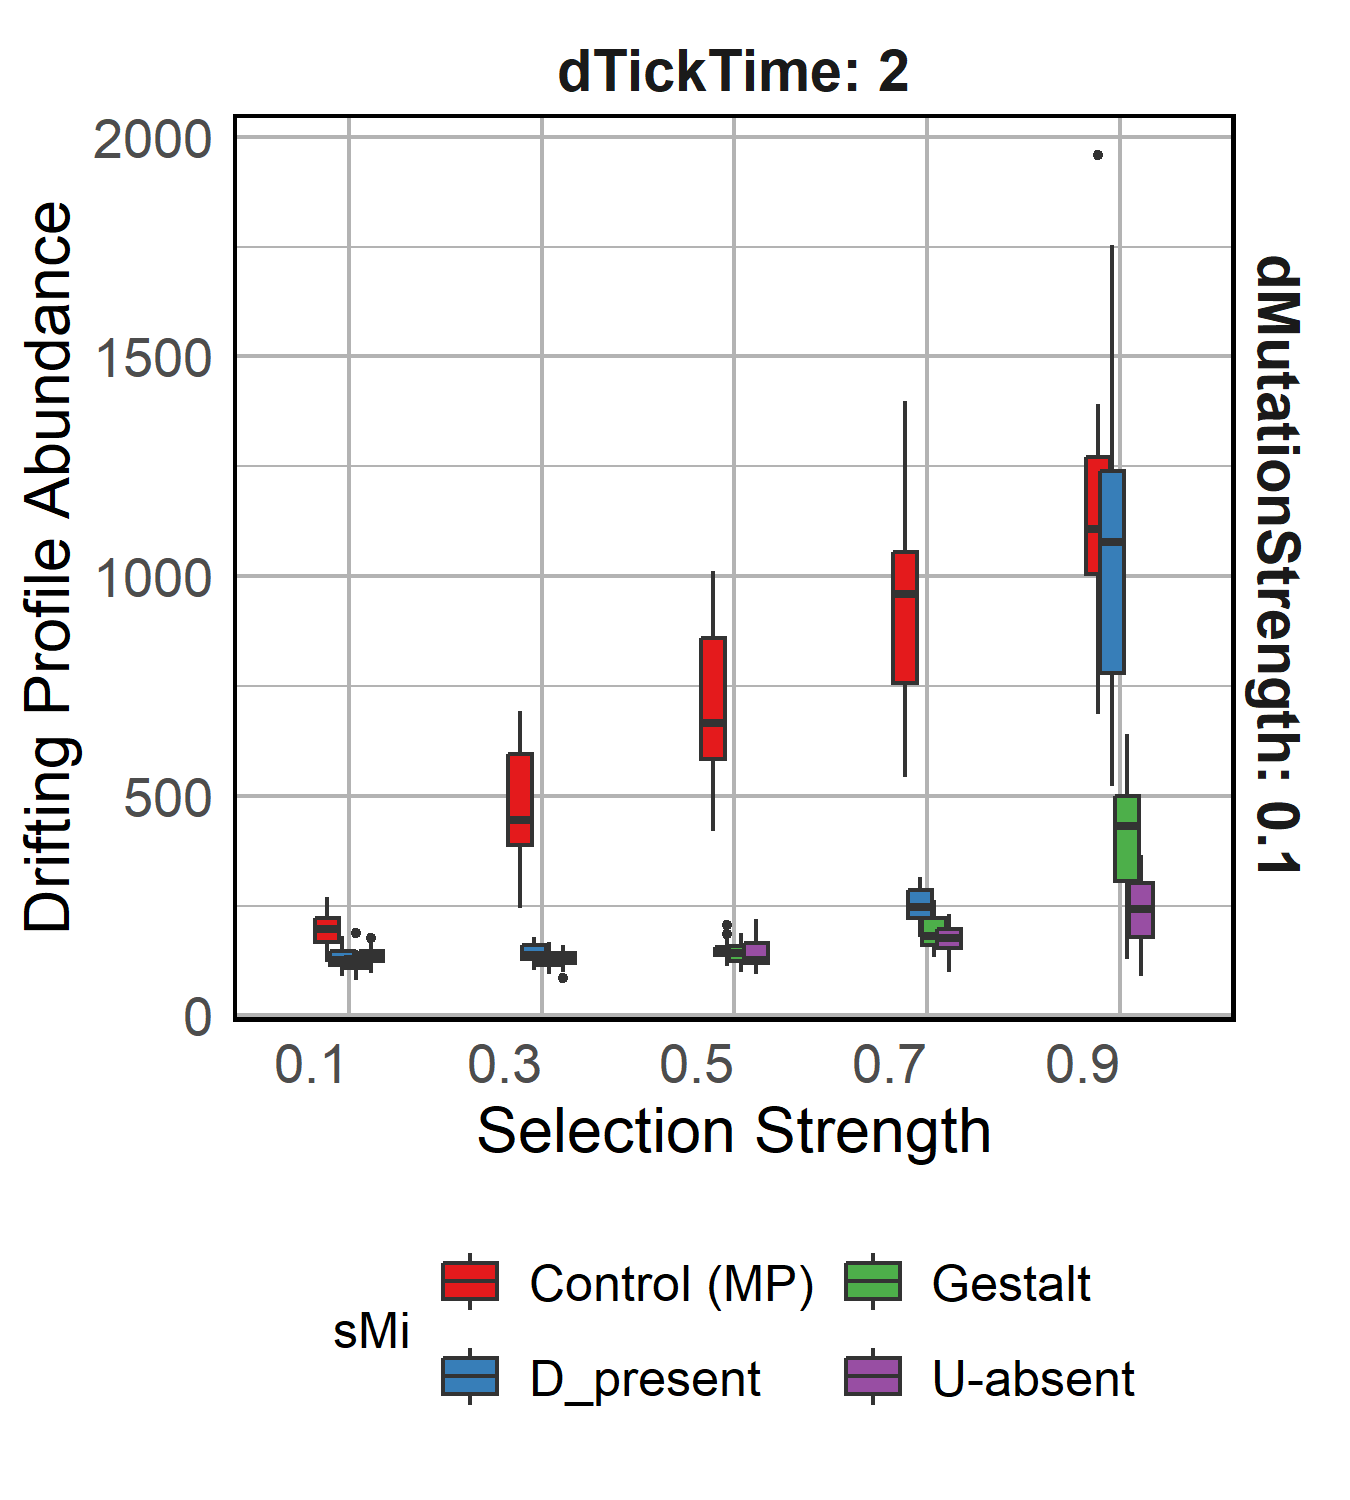 dTickTime: 2
Drifting Profile Abundance
2000
1500
1000
500
0
dMutationStrength: 0.1
0.1 0.3 0.5 0.7 0.9
Selection Strength
sMi
Control (MP) Gestalt
D_present U-absent